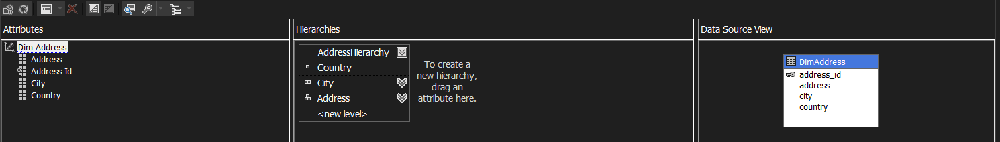 Attributes
Dim Address
Address
Address Id
City
Country
Hierarchies
AddressHierarchy
Country
City
Address
<new level>
To create a
new hierarchy,
drag an
attribute here.
Data Source View
DimAddress
address_id
address
city
country